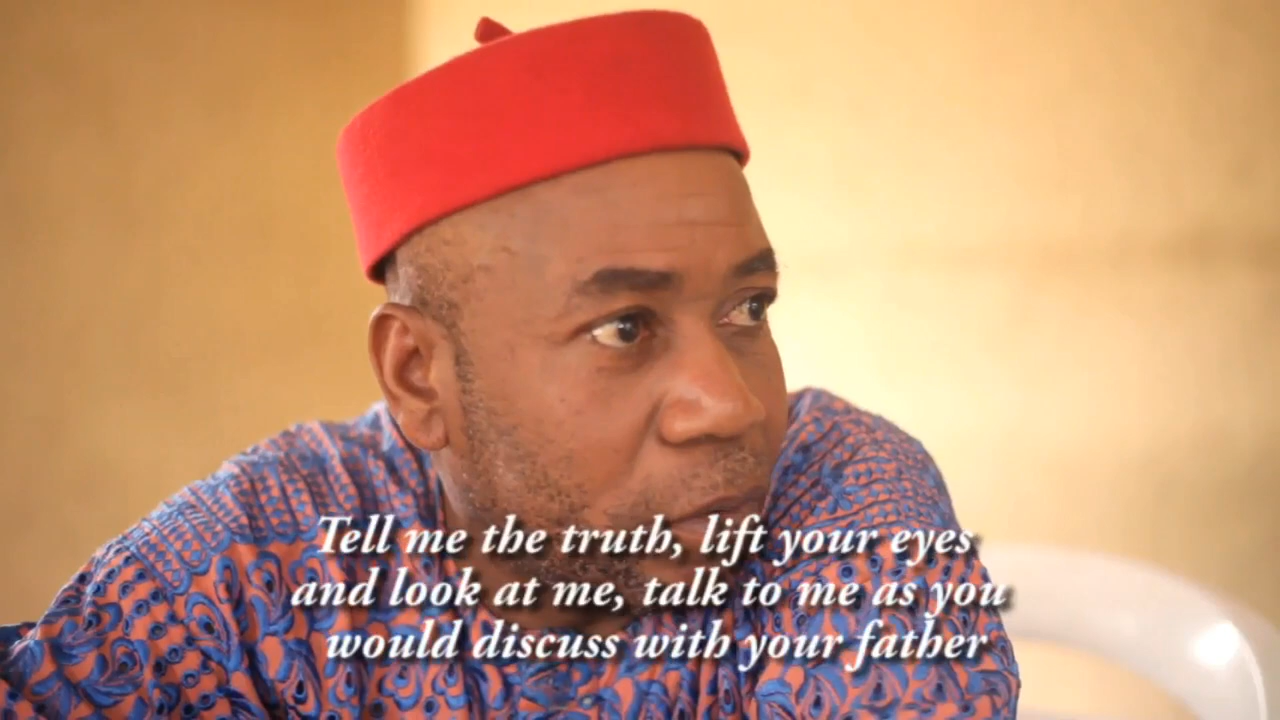 Tell me the truth, lift your eyes
and look at me, talk to me as you
would discuss with your father